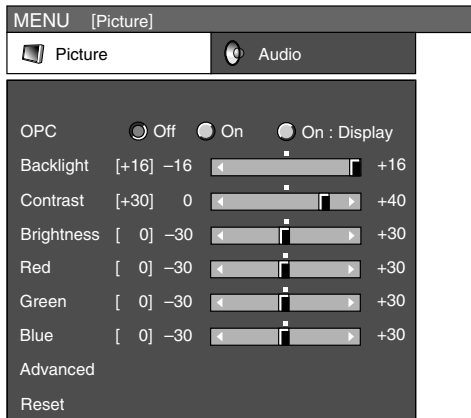 MENU [Picture]
Picture Audio
OPC Off On On : Display
Backlight [+16] –16 +16
Contrast [+30] 0 +40
Brightness [ 0] –30 +30
Red [ 0] –30 +30
Green [ 0] –30 +30
Blue [ 0] –30 +30
Advanced
Reset